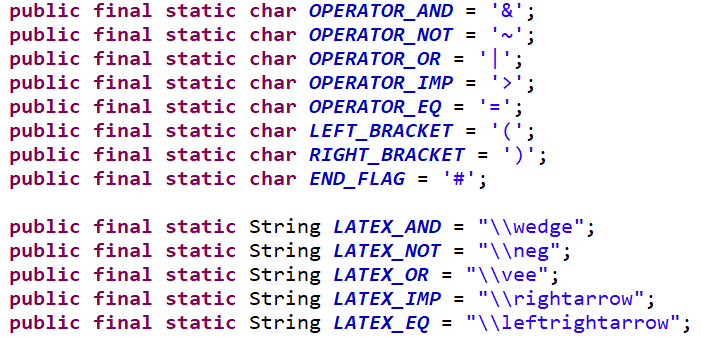 public final static char OPERATOR_AND = '&';
public final static char OPERATOR_NOT = '~';
public final static char OPERATOR_OR = '|';
public final static char OPERATOR_IMP = '>';
public final static char OPERATOR_EQ = '=';
public final static char LEFT_BRACKET = '(';
public final static char RIGHT_BRACKET = ')';
public final static char END_FLAG = '#';
public final static String LATEX_AND = "\\wedge";
public final static String LATEX_NOT = "\\neg";
public final static String LATEX_OR = "\\vee";
public final static String LATEX_IMP = "\\rightarrow";
public final static String LATEX_EQ = "\\leftrightarrow";